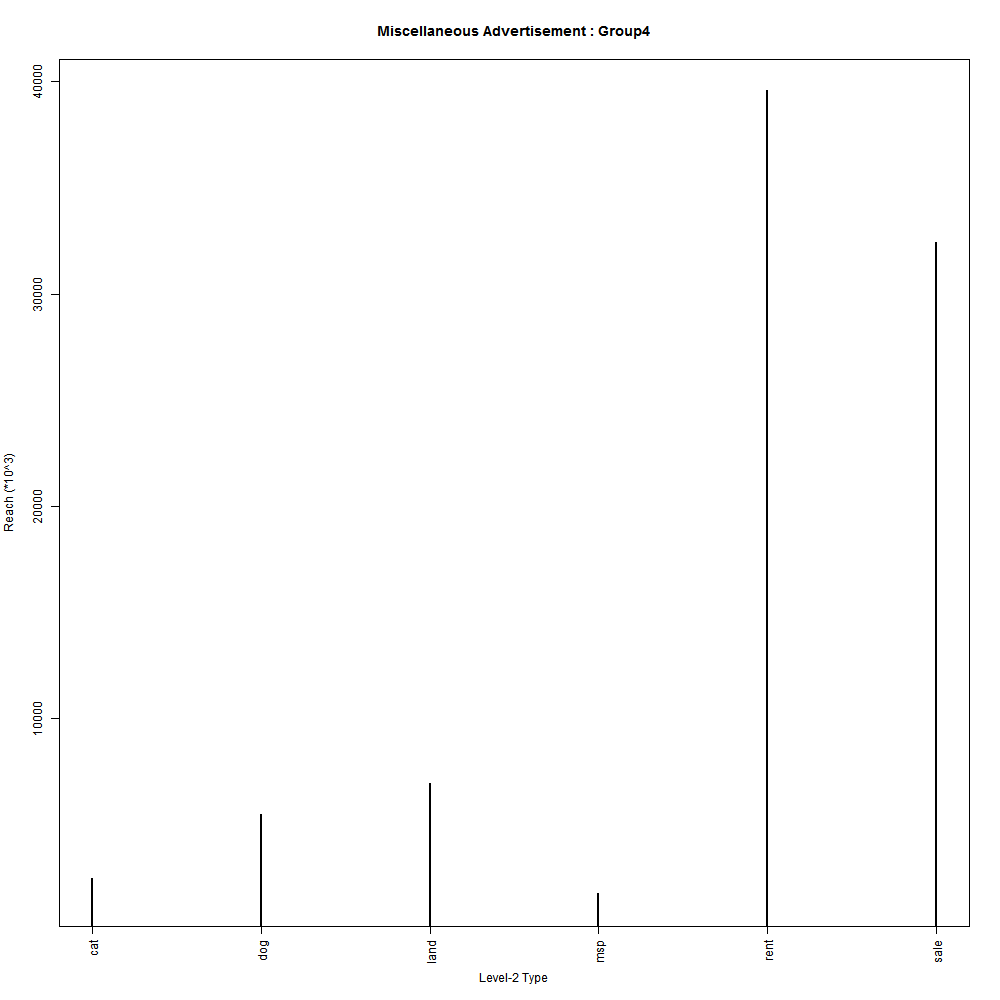 Miscellaneous Advertisement : Group4
40000
30000
20000
10000
Reach (*10^3)
cat
dog
land
msp
rent
sale
Level-2 Type